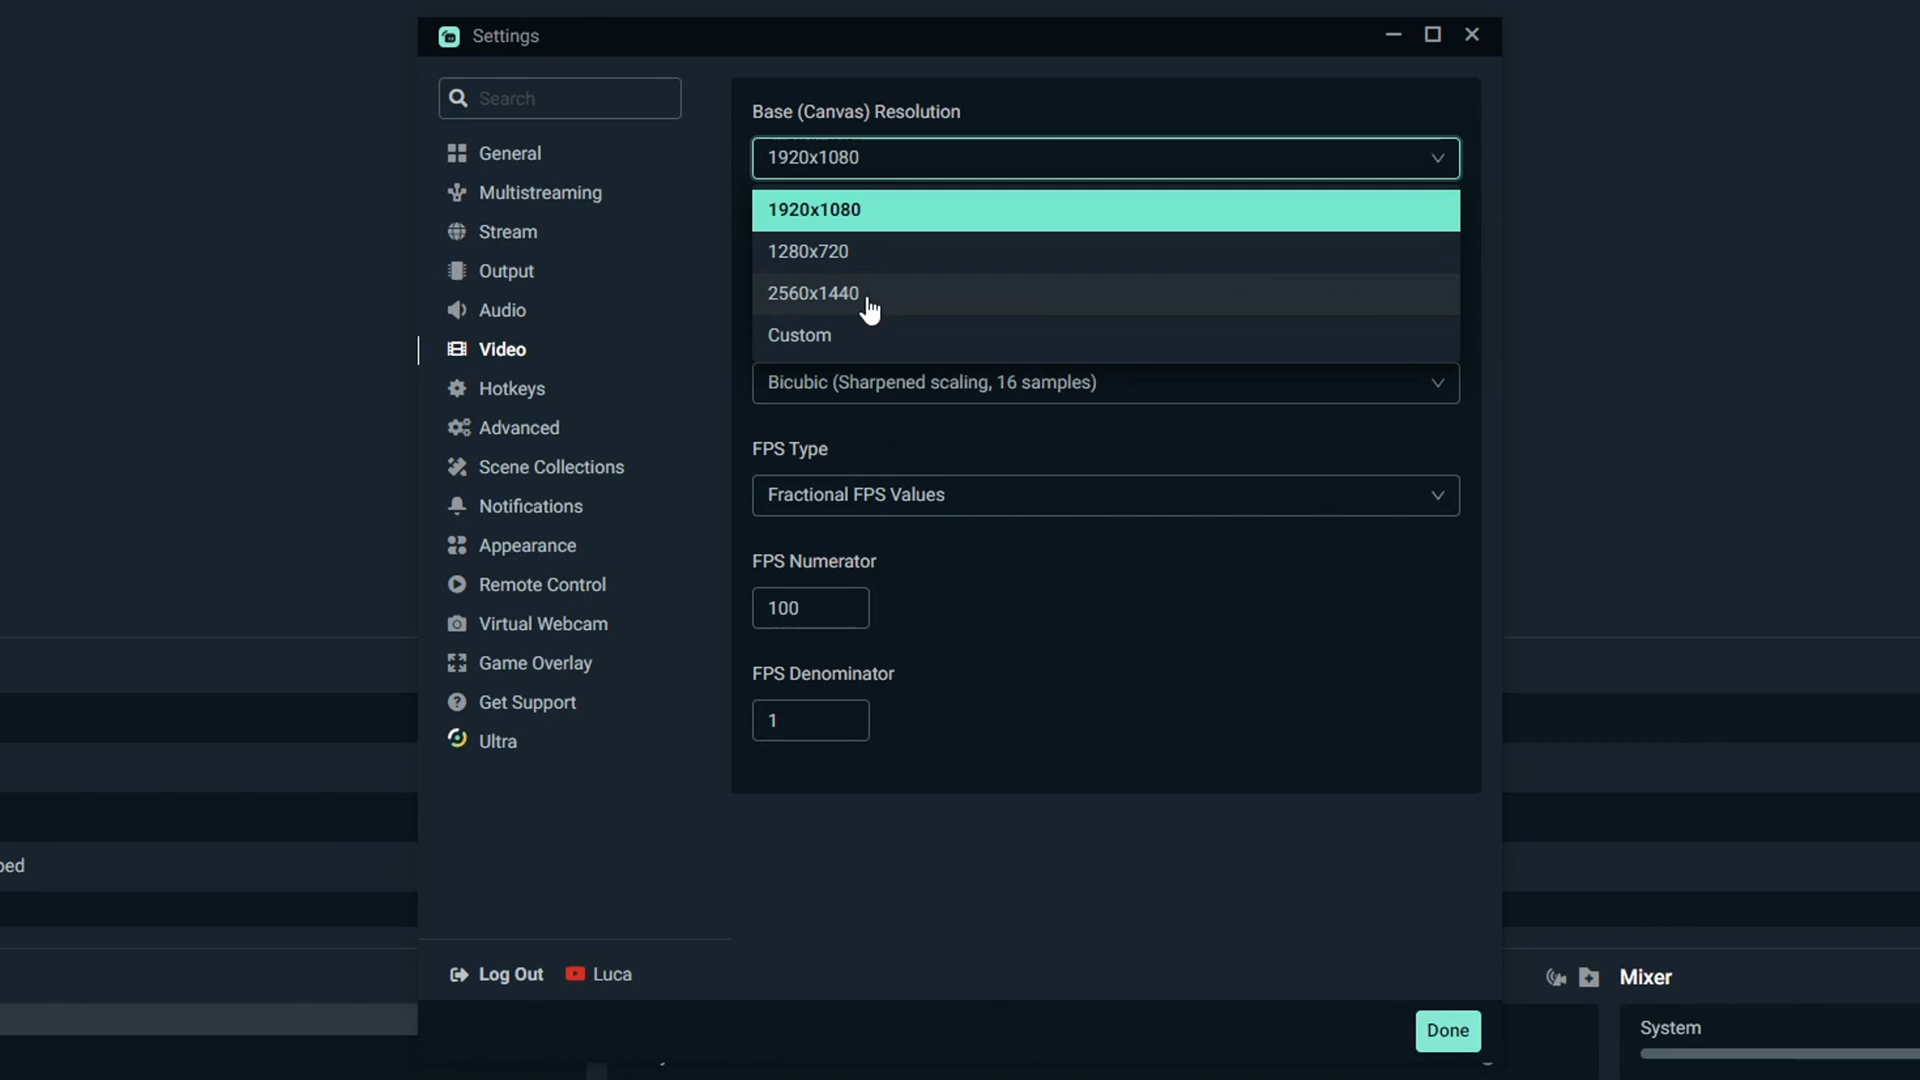 Settings
Search
General
Multistreaming
Stream
Output
Audio
Video
Hotkeys
Advanced
Scene Collections
Notifications
Appearance
Remote Control
Virtual Webcam
Game Overlay
Get Support
Ultra
Log Out
Luca
Base (Canvas) Resolution
1920x1080
1920x1080
1280x720
2560x1440
Custom
Bicubic (Sharpened scaling, 16 samples)
FPS Type
Fractional FPS Values
FPS Numerator
100
FPS Denominator
1
Done
ped
Mixer
System